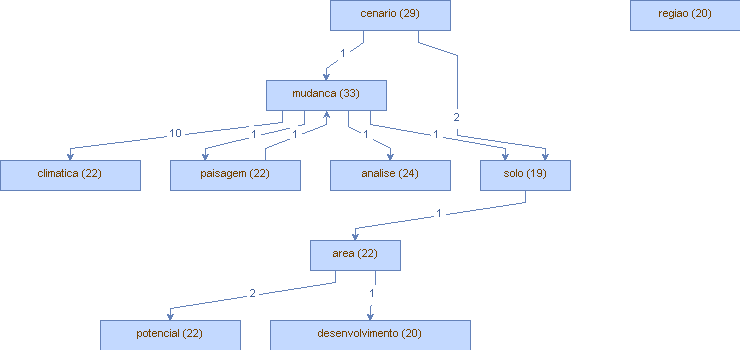 cenario (29)
regiao (20)
1
mudanca (33)
2
10
1
1
1
1
climatica (22)
paisagem (22)
analise (24)
solo (19)
1
area (22)
2
1
potencial (22)
desenvolvimento (20)